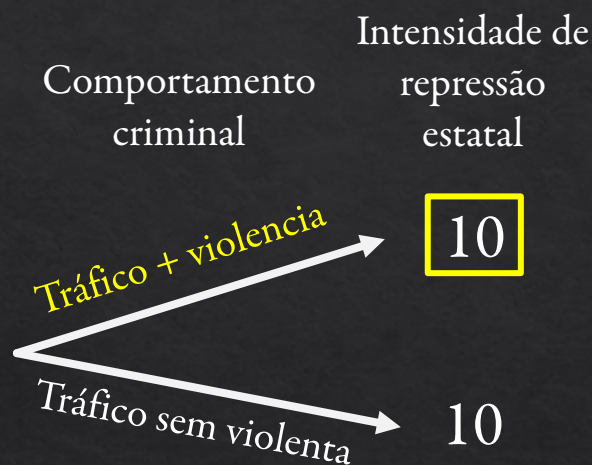 Comportamento
criminal
Intensidade de
repressão
estatal
Tráfico + violencia
10
Tráfico sem violenta
10